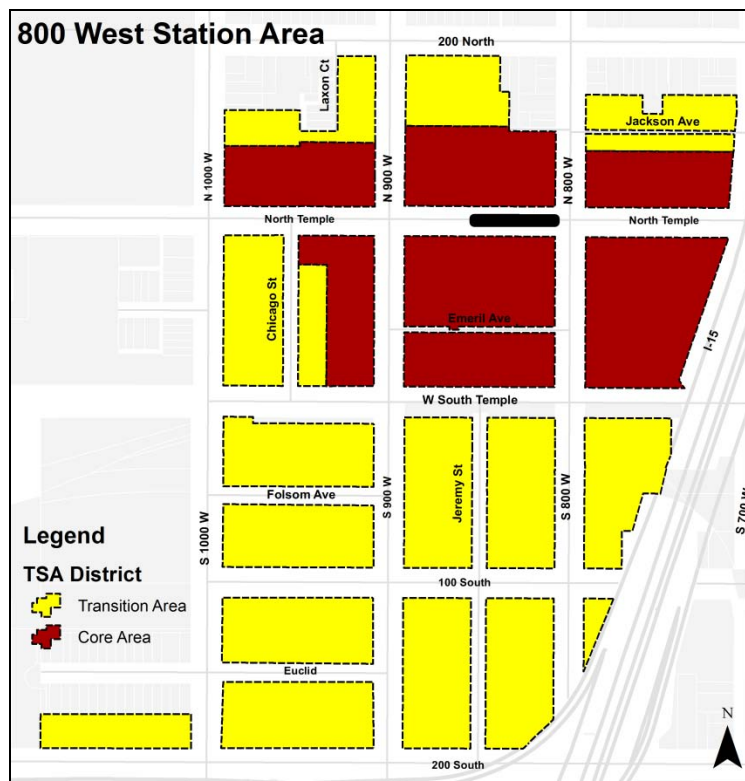 800 West Station Area
200 North
Laxon Ct
Jackson Ave
N 1000 W
N 900 W
N 800 W
North Temple
North Temple
Chicago St
Emeril Ave
I-15
W South Temple
Folsom Ave
Jeremy St
S 1000 W
S 900 W
S 800 W
S 700 W
Legend
TSA District
Transition Area
Core Area
100 South
Euclid
200 South
N